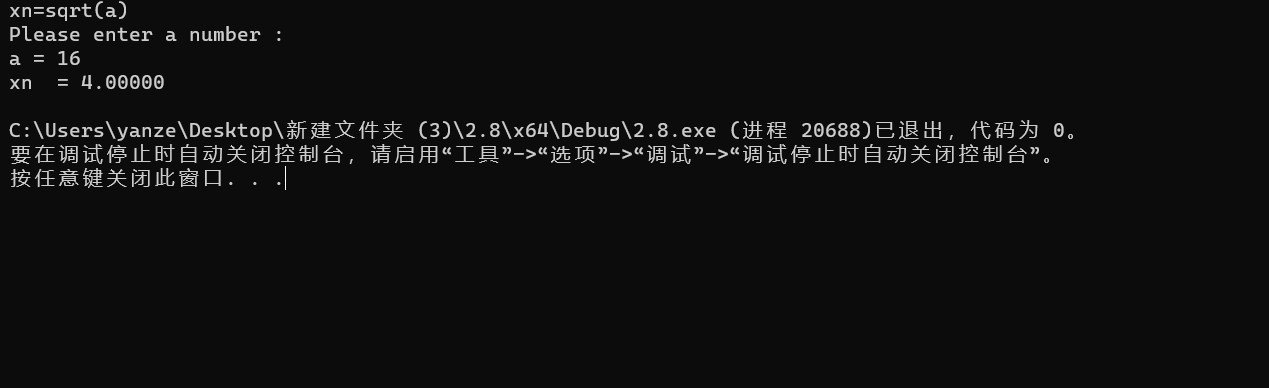 xn=sqrt(a)
Please enter a number :
a = 16
xn  = 4.00000
C:\Users\yanze\Desktop\新建文件夹 (3)\2.8\x64\Debug\2.8.exe (进程 20688)已退出，代码为 0。
要在调试停止时自动关闭控制台，请启用“工具”->“选项”->“调试”->“调试停止时自动关闭控制台”。
按任意键关闭此窗口. . .